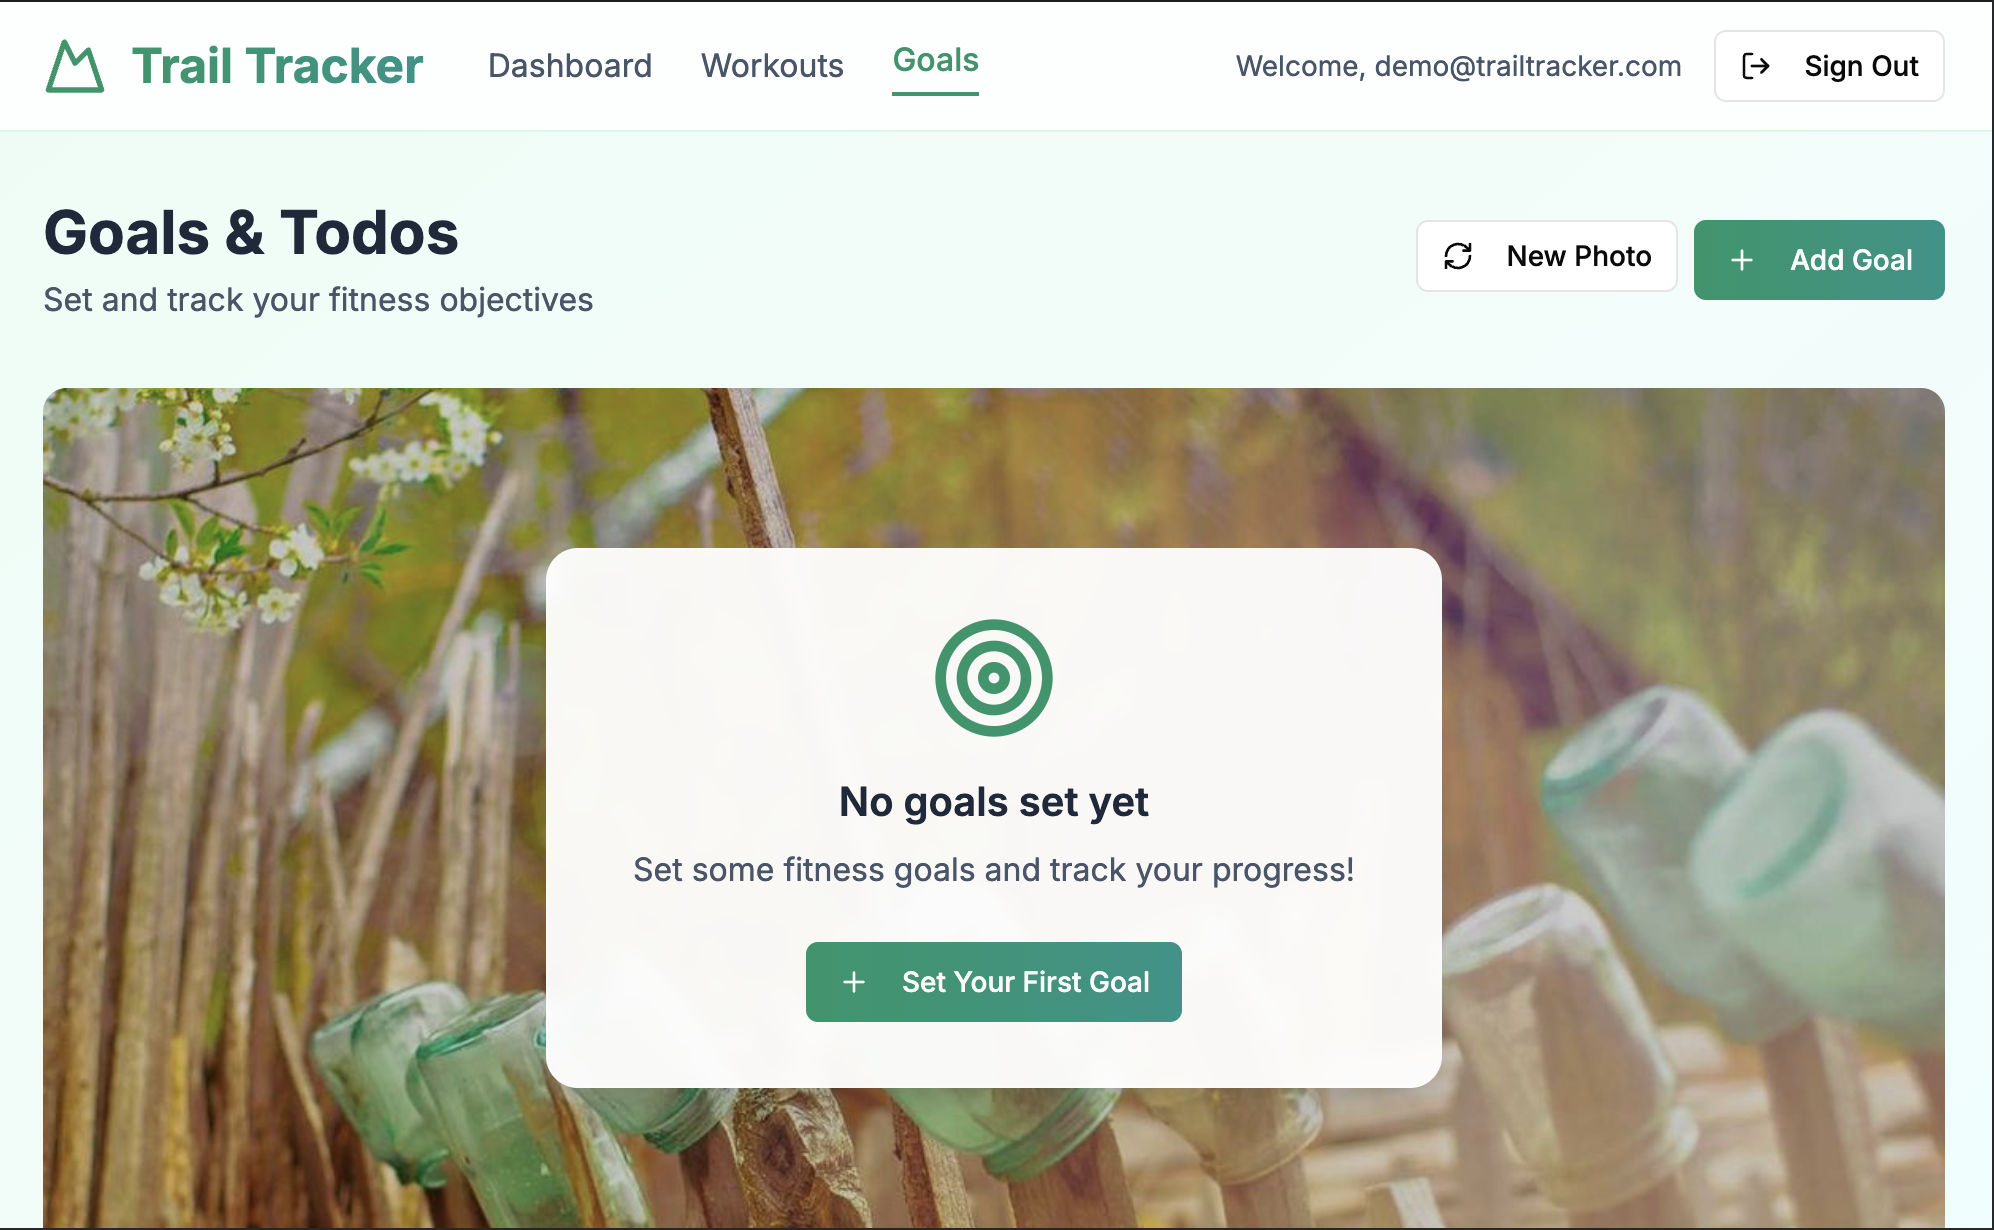 Trail Tracker
Dashboard
Workouts
Goals
Welcome, demo@trailtracker.com
Sign Out
Goals & Todos
Set and track your fitness objectives
New Photo
Add Goal
No goals set yet
Set some fitness goals and track your progress!
Set Your First Goal